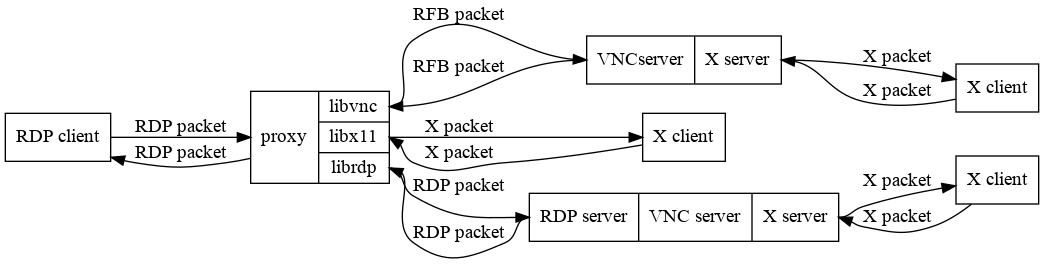 RFB packet
VNCserver
X server
X packet
X client
RFB packet
X packet
RDP client
RDP packet
RDP packet
proxy
libvnc
libx11
librdp
X packet
X packet
X client
RDP packet
RDP packet
RDP server
VNC server
X server
X packet
X packet
X client